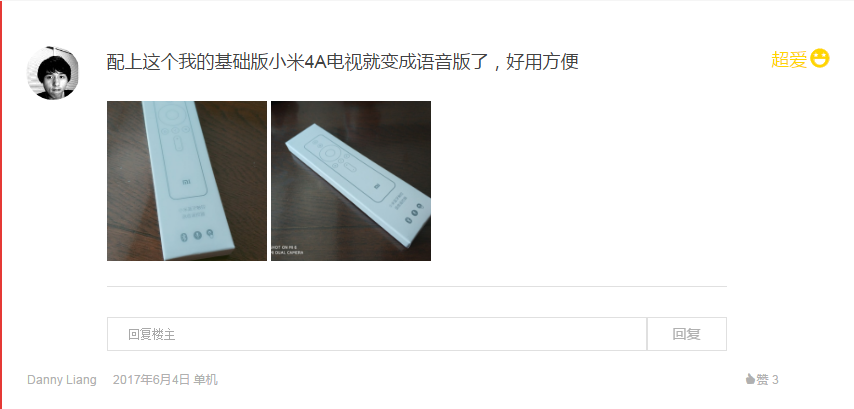 配上这个我的基础版小米4A电视就变成语音版了，好用方便
超爱
MI
MI
SHOT ON MI 6
MI DUAL CAMERA
回复楼主
回复
Danny Liang
2017年6月4日 单机
赞 3